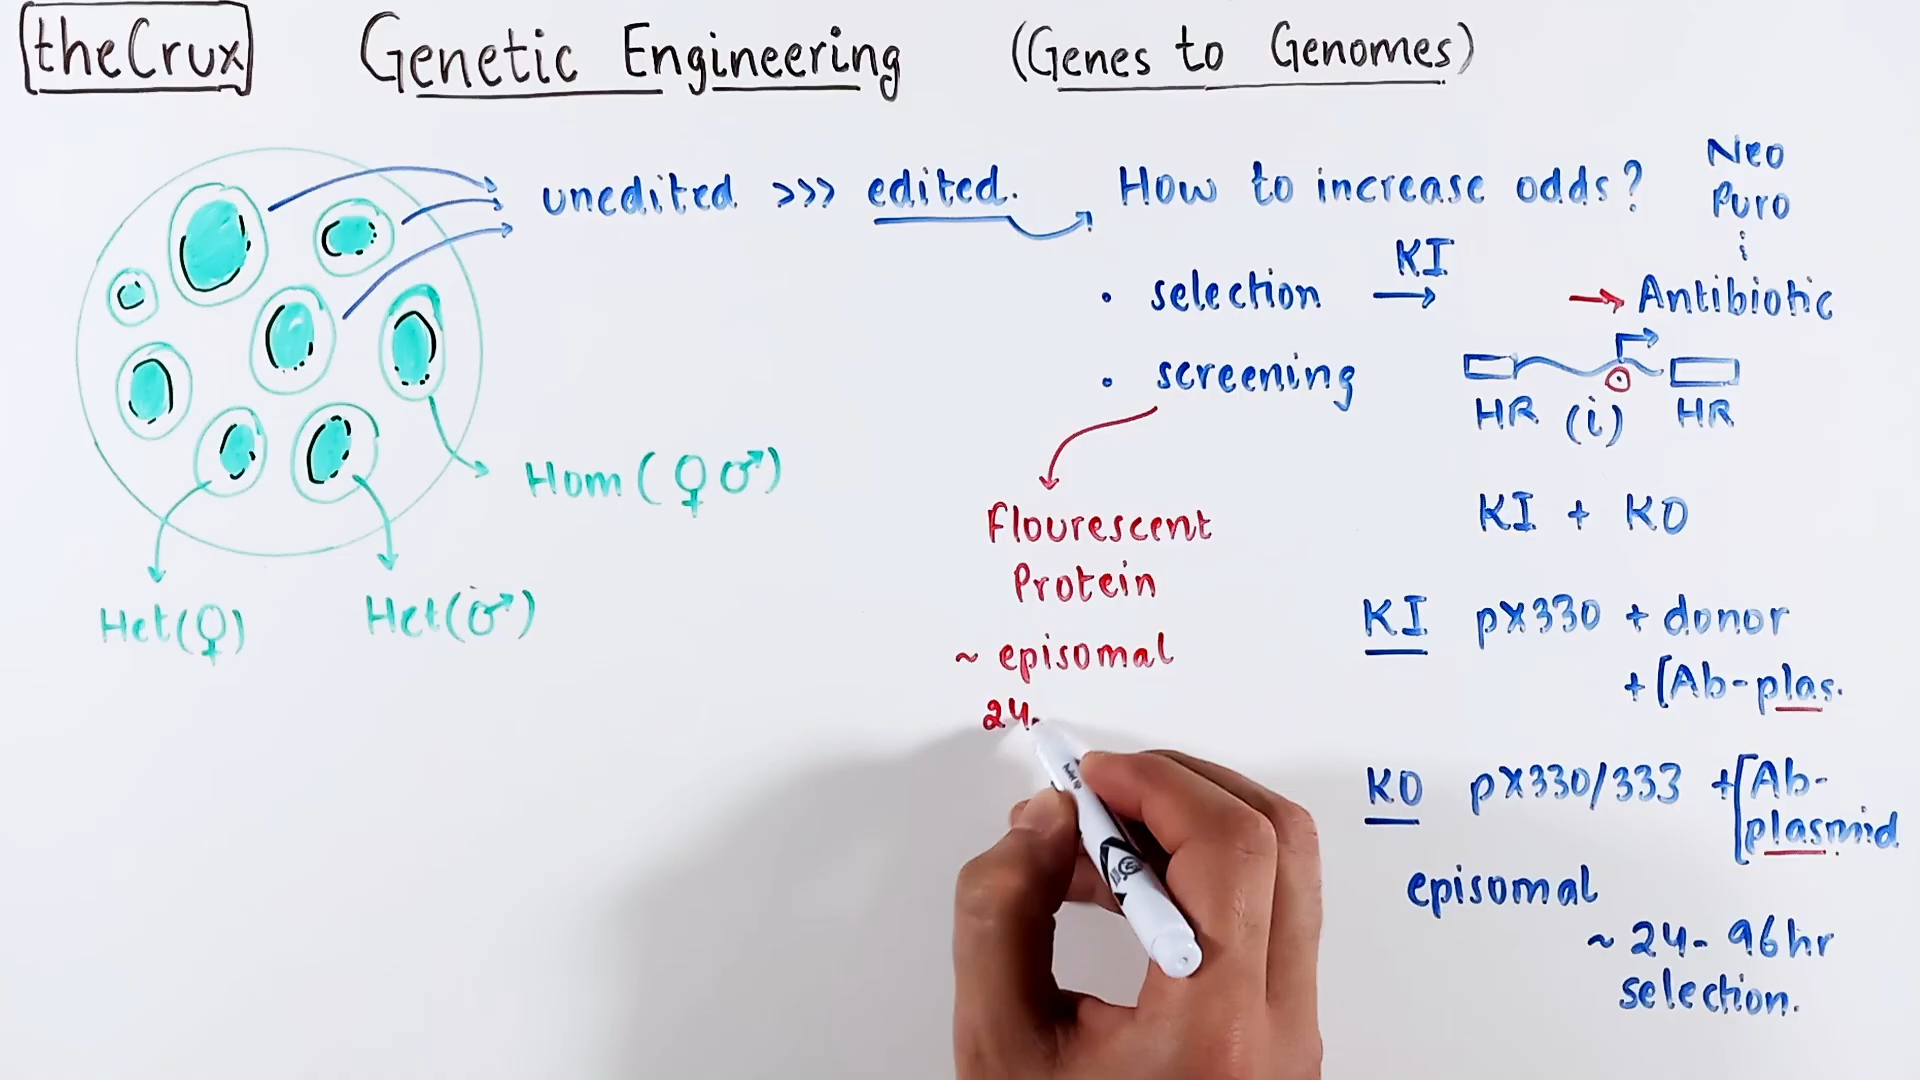 theCrux
Genetic Engineering
(Genes to Genomes)
unedited >>> edited.
How to increase odds?
Neo
Puro
⋮
• selection
KI
→ Antibiotic
• screening
HR (i) HR
Hom (♀♂)
Het(♀)
Het(♂)
Flourescent
Protein
~ episomal
24-
KI + KO
KI pX330 + donor
+ [Ab-plas.
KO pX330/333 + [Ab-
plasmid
episomal
~ 24-96hr
selection.